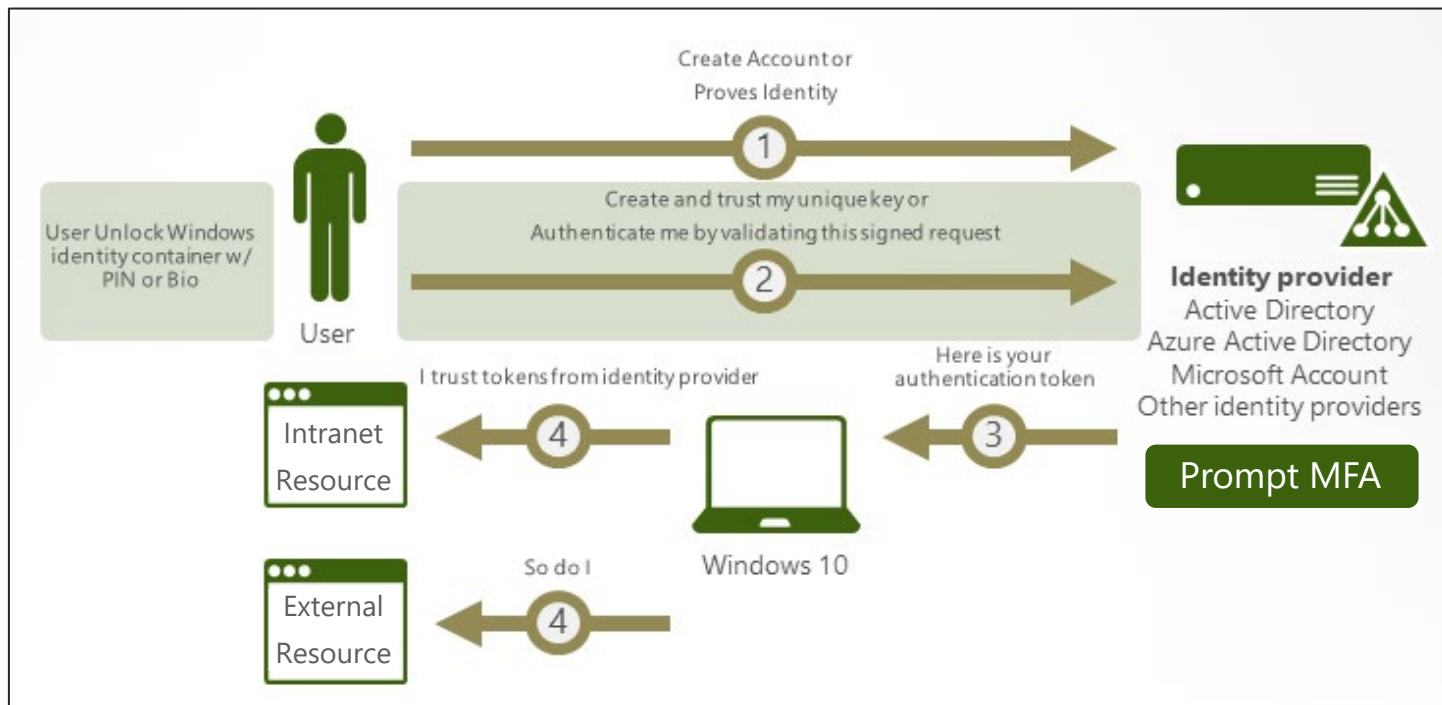 Create Account or
Proves Identity
1
User Unlock Windows
identity container w/
PIN or Bio
User
Create and trust my unique key or
Authenticate me by validating this signed request
2
Identity provider
Active Directory
Azure Active Directory
Microsoft Account
Other identity providers
Prompt MFA
Here is your
authentication token
3
I trust tokens from identity provider
4
Intranet
Resource
Windows 10
So do I
4
External
Resource